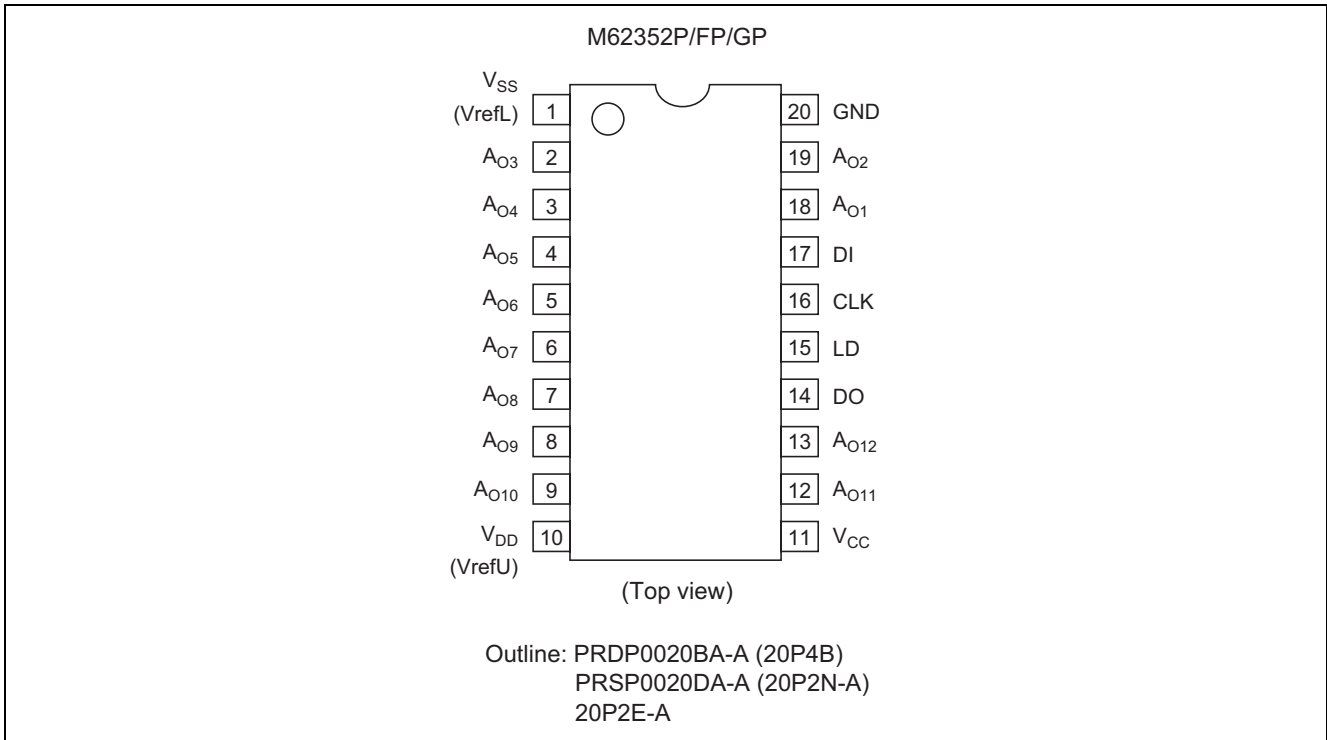 M62352P/FP/GP
VSS
(VrefL) 1 20 GND
AO3 2 19 AO2
AO4 3 18 AO1
AO5 4 17 DI
AO6 5 16 CLK
AO7 6 15 LD
AO8 7 14 DO
AO9 8 13 AO12
AO10 9 12 AO11
VDD 10 11 VCC
(VrefU)
(Top view)
Outline: PRDP0020BA-A (20P4B)
PRSP0020DA-A (20P2N-A)
20P2E-A